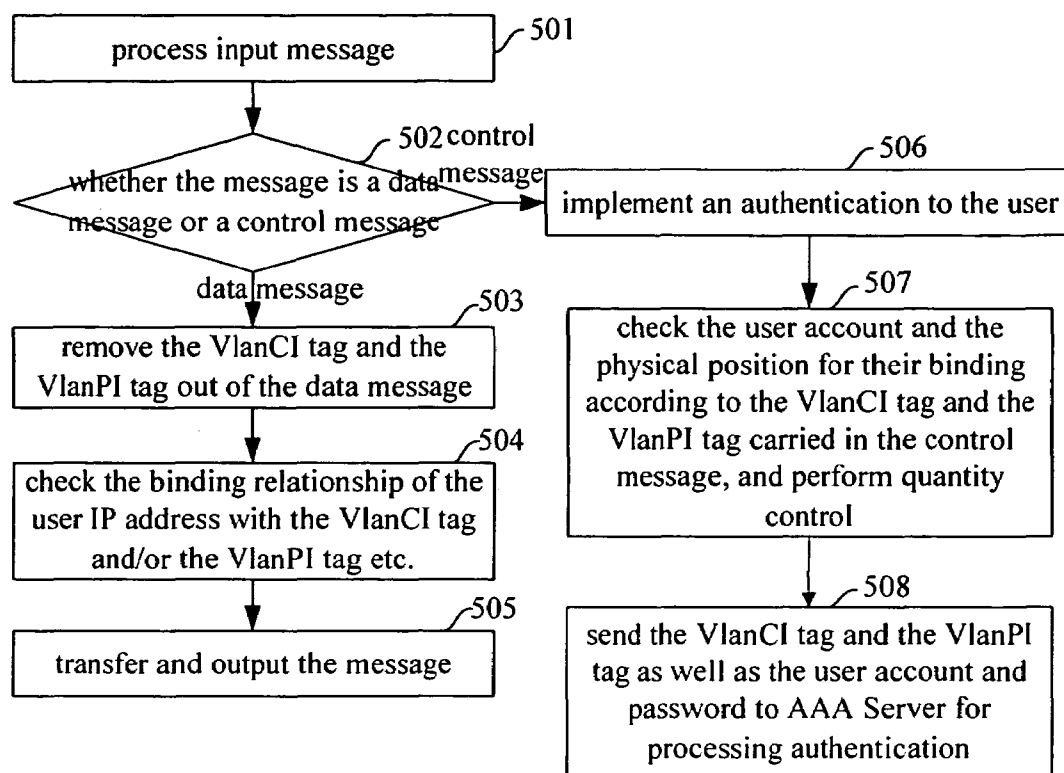 501
process input message
502
control
message
whether the message is a data
message or a control message
data message
503
remove the VlanCI tag and the
VlanPI tag out of the data message
504
check the binding relationship of the
user IP address with the VlanCI tag
and/or the VlanPI tag etc.
505
transfer and output the message
506
implement an authentication to the user
507
check the user account and the
physical position for their binding
according to the VlanCI tag and the
VlanPI tag carried in the control
message, and perform quantity
control
508
send the VlanCI tag and the VlanPI
tag as well as the user account and
password to AAA Server for
processing authentication